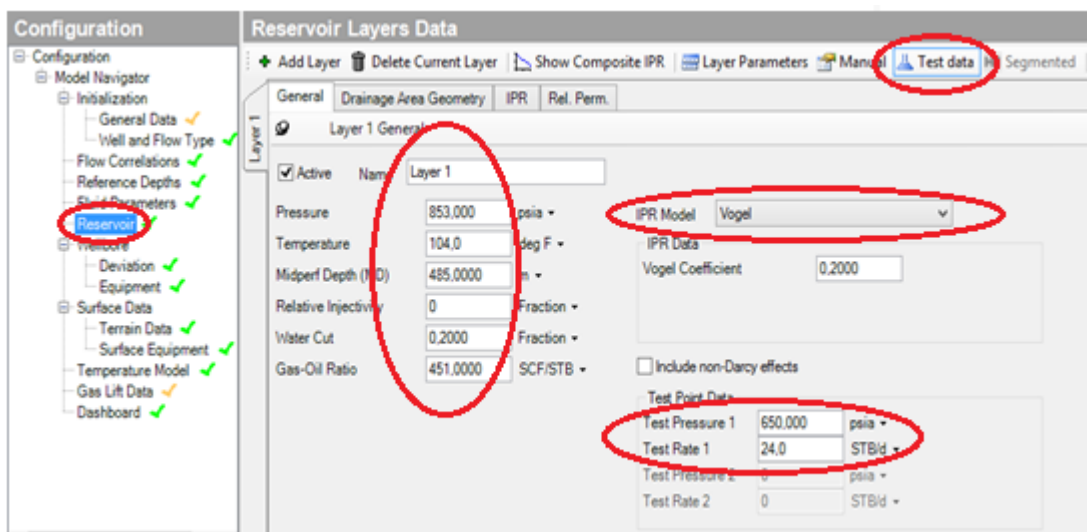 Configuration
Configuration
Model Navigator
Initialization
General Data
Well and Flow Type
Flow Correlations
Reference Depths
Fluid Parameters
Reservoir
Wellbore
Deviation
Equipment
Surface Data
Terrain Data
Surface Equipment
Temperature Model
Gas Lift Data
Dashboard
Reservoir Layers Data
Add Layer Delete Current Layer Show Composite IPR Layer Parameters Manual Test data Segmented
General Drainage Area Geometry IPR Rel. Perm.
Layer 1
Layer 1 General
Active Name Layer 1
Pressure 853,000 psia
Temperature 104,0 deg F
Midperf Depth (MD) 485,0000 m
Relative Injectivity 0 Fraction
Water Cut 0,2000 Fraction
Gas-Oil Ratio 451,0000 SCF/STB
IPR Model Vogel
IPR Data
Vogel Coefficient 0,2000
Include non-Darcy effects
Test Point Data
Test Pressure 1 650,000 psia
Test Rate 1 24,0 STB/d
Test Pressure 2 0 psia
Test Rate 2 0 STB/d